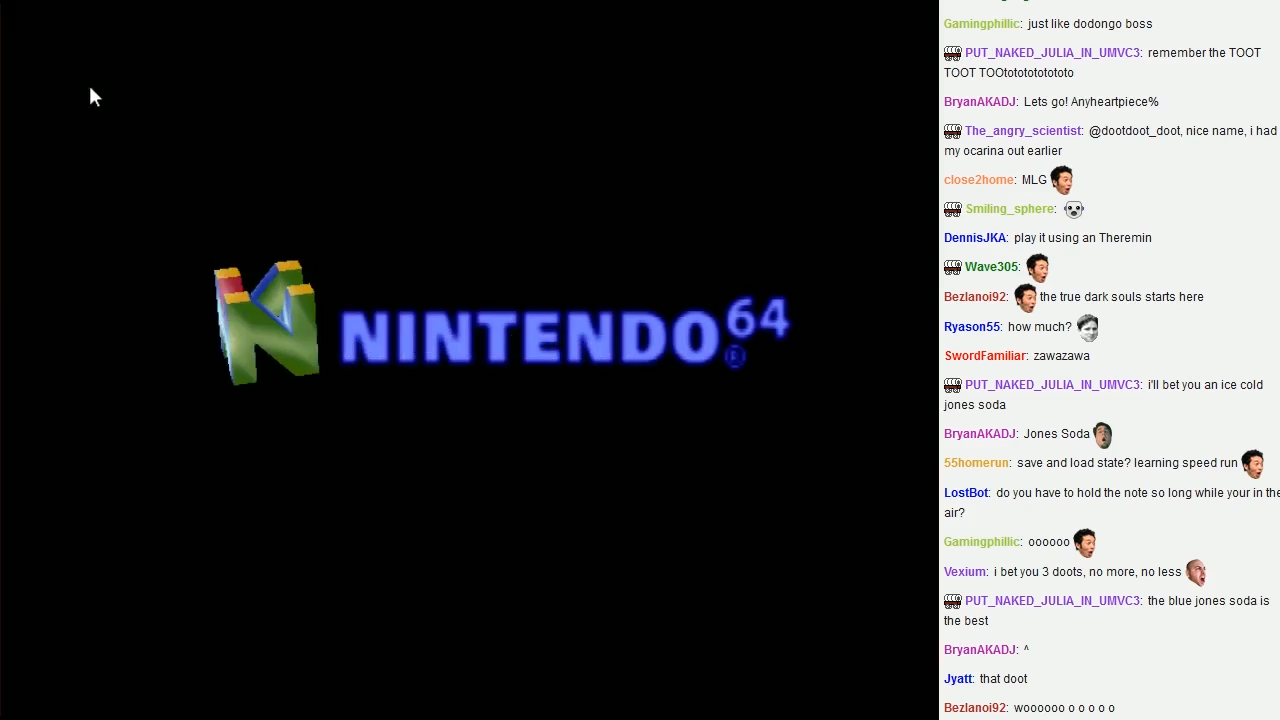 NINTENDO64
®
Gamingphillic: just like dodongo boss
PUT_NAKED_JULIA_IN_UMVC3: remember the TOOT
TOOT TOOtotototototototo
BryanAKADJ: Lets go! Anyheartpiece%
The_angry_scientist: @dootdoot_doot, nice name, i had
my ocarina out earlier
close2home: MLG
Smiling_sphere:
DennisJKA: play it using an Theremin
Wave305:
Bezlanoi92: the true dark souls starts here
Ryason55: how much?
SwordFamiliar: zawazawa
PUT_NAKED_JULIA_IN_UMVC3: i'll bet you an ice cold
jones soda
BryanAKADJ: Jones Soda
55homerun: save and load state? learning speed run
LostBot: do you have to hold the note so long while your in the
air?
Gamingphillic: oooooo
Vexium: i bet you 3 doots, no more, no less
PUT_NAKED_JULIA_IN_UMVC3: the blue jones soda is
the best
BryanAKADJ: ^
Jyatt: that doot
Bezlanoi92: woooooo o o o o o